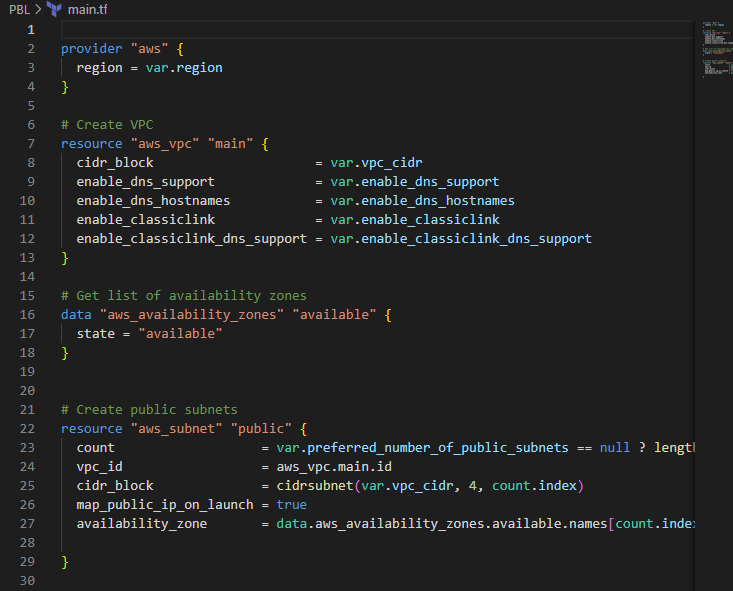 PBL > main.tf
1
2 provider "aws" {
3   region = var.region
4 }
5
6 # Create VPC
7 resource "aws_vpc" "main" {
8   cidr_block                     = var.vpc_cidr
9   enable_dns_support             = var.enable_dns_support
10   enable_dns_hostnames           = var.enable_dns_hostnames
11   enable_classiclink             = var.enable_classiclink
12   enable_classiclink_dns_support = var.enable_classiclink_dns_support
13 }
14
15 # Get list of availability zones
16 data "aws_availability_zones" "available" {
17   state = "available"
18 }
19
20
21 # Create public subnets
22 resource "aws_subnet" "public" {
23   count                   = var.preferred_number_of_public_subnets == null ? lengt
24   vpc_id                  = aws_vpc.main.id
25   cidr_block              = cidrsubnet(var.vpc_cidr, 4, count.index)
26   map_public_ip_on_launch = true
27   availability_zone       = data.aws_availability_zones.available.names[count.inde
28
29 }
30